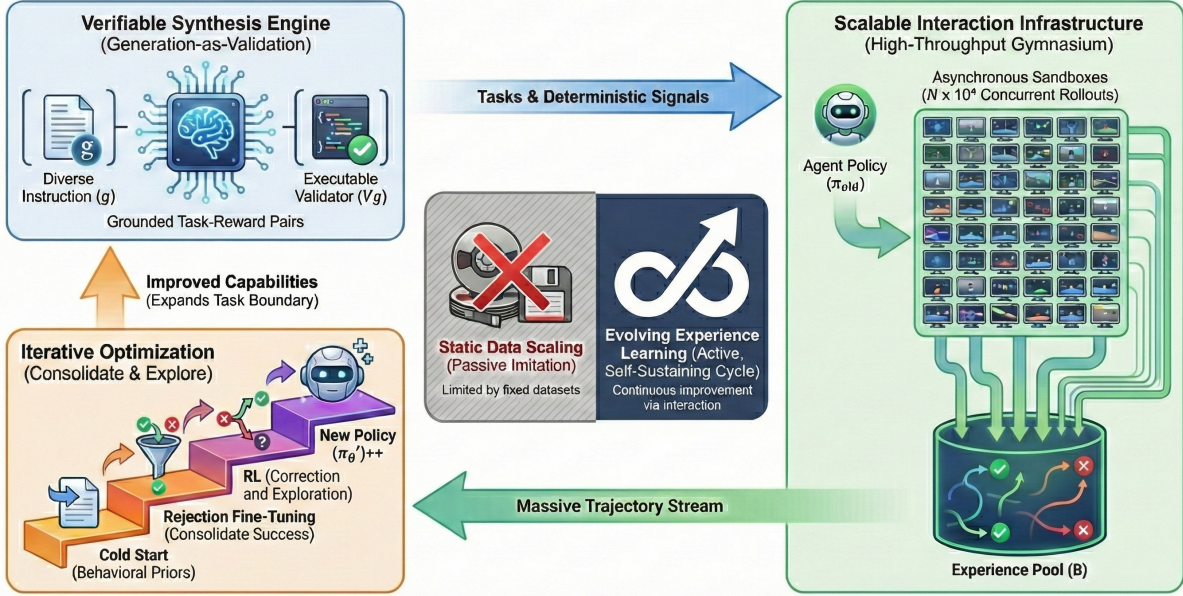 Verifiable Synthesis Engine
(Generation-as-Validation)
g
Diverse
Instruction (g)
Executable
Validator (Vg)
Grounded Task-Reward Pairs
Tasks & Deterministic Signals
Scalable Interaction Infrastructure
(High-Throughput Gymnasium)
Asynchronous Sandboxes
(N x 10⁴ Concurrent Rollouts)
Agent Policy
(π_old)
Experience Pool (B)
Static Data Scaling
(Passive Imitation)
Limited by fixed datasets
Evolving Experience
Learning (Active,
Self-Sustaining Cycle)
Continuous improvement
via interaction
Massive Trajectory Stream
Improved Capabilities
(Expands Task Boundary)
Iterative Optimization
(Consolidate & Explore)
?
New Policy
(π_θ')++
RL (Correction
and Exploration)
Rejection Fine-Tuning
(Consolidate Success)
Cold Start
(Behavioral Priors)